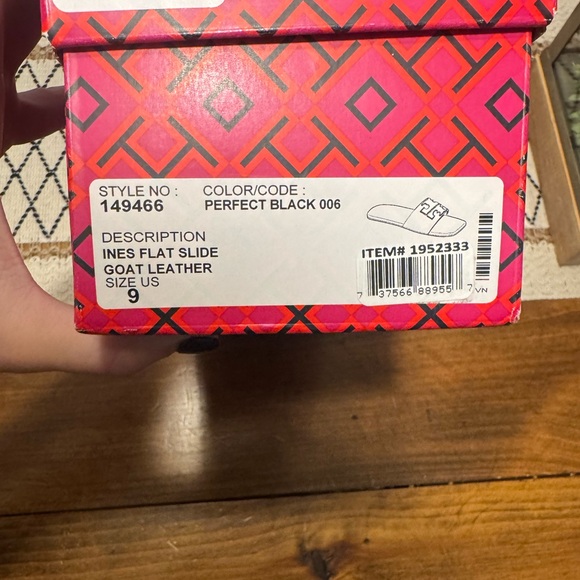 STYLE NO : COLOR/CODE :
149466 PERFECT BLACK 006
DESCRIPTION
INES FLAT SLIDE
GOAT LEATHER
SIZE US
9
ITEM# 1952333
7 37566 88955 7
VN